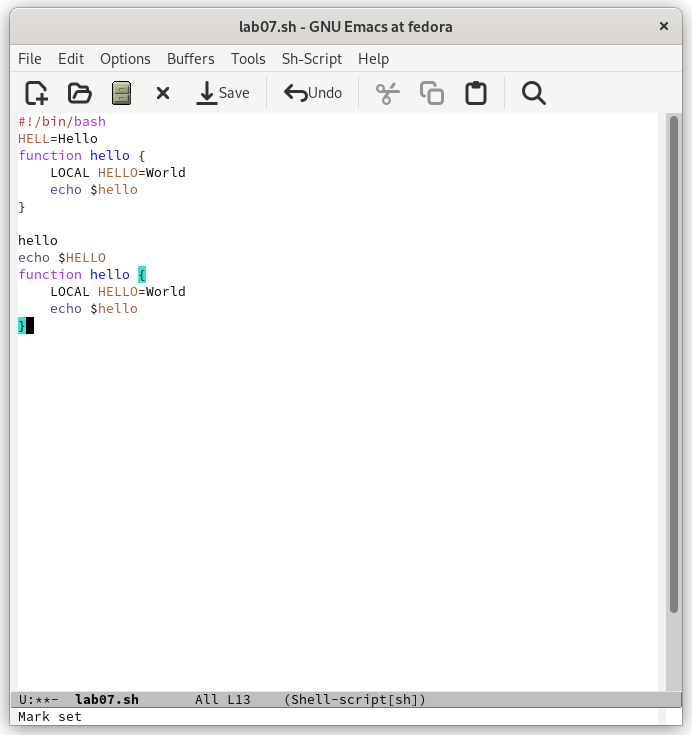 lab07.sh - GNU Emacs at fedora ×
File Edit Options Buffers Tools Sh-Script Help
Save Undo
#!/bin/bash
HELL=Hello
function hello {
    LOCAL HELLO=World
    echo $hello
}

hello
echo $HELLO
function hello {
    LOCAL HELLO=World
    echo $hello
}
U:**-  lab07.sh       All L13    (Shell-script[sh])
Mark set